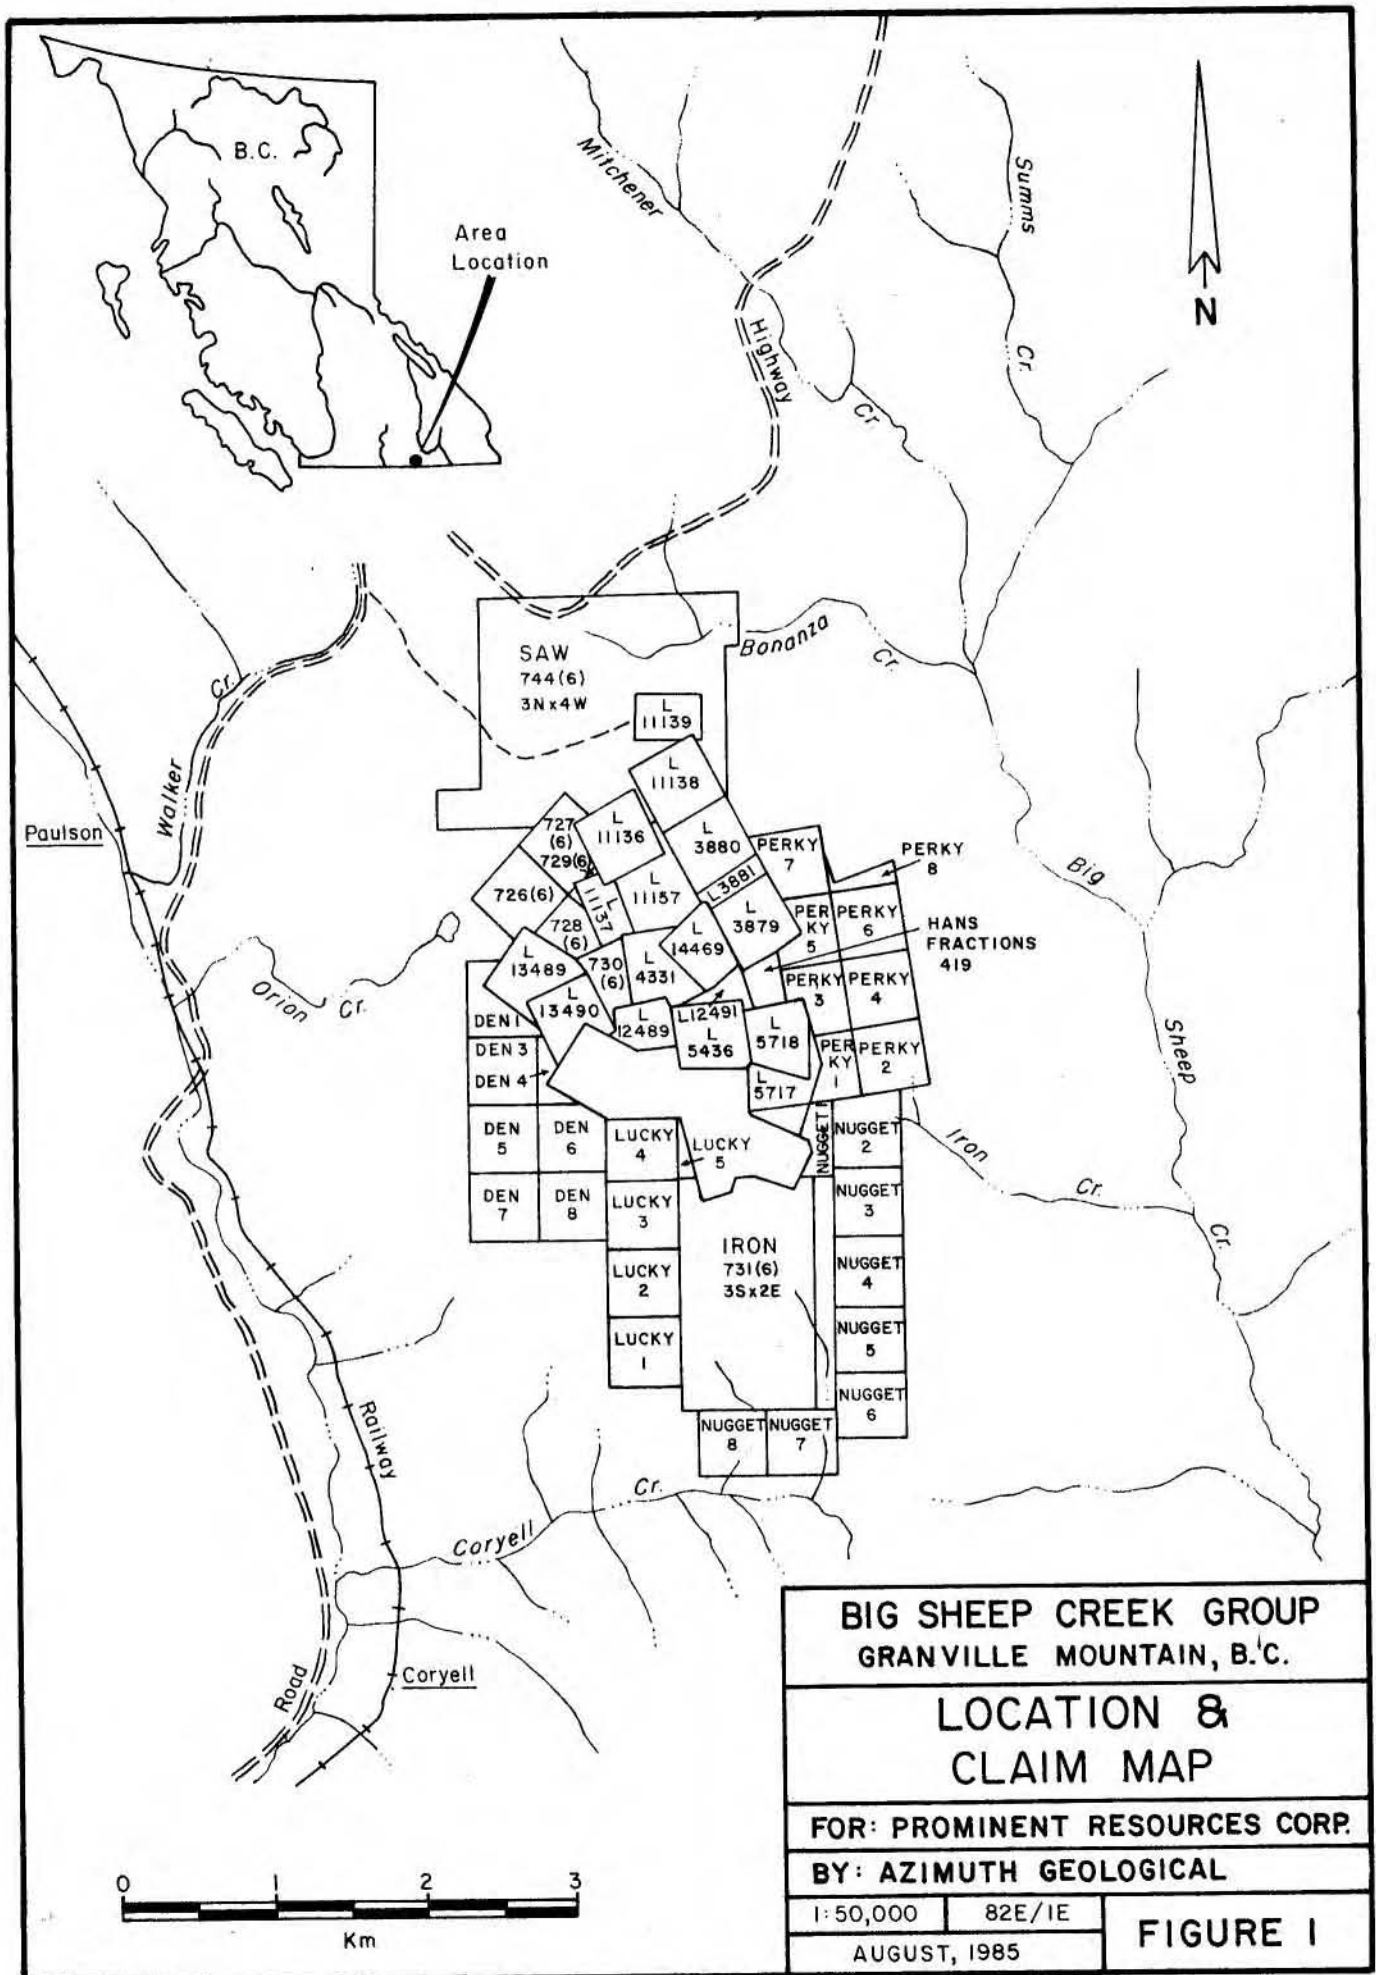 B.C.
Area
Location
Mitchener
Cr.
Highway
Summs
Cr.
N
SAW
744(6)
3N x 4W
Bonanza
Cr.
L
11139
L
11138
Cr.
Walker
Paulson
727
(6)
729(6)
L
11136
L
3880
PERKY
7
PERKY
8
Big
Sheep
Cr.
726(6)
L
11137
L
11157
L3881
L
3879
PER
KY
5
PERKY
6
HANS
FRACTIONS
419
728
(6)
L
14469
L
13489
730
(6)
L
4331
PERKY
3
PERKY
4
Orion Cr.
L
13490
L
12489
L12491
L
5436
L
5718
DEN 1
DEN 3
DEN 4
PER
KY
1
PERKY
2
L
5717
DEN
5
DEN
6
LUCKY
4
LUCKY
5
NUGGET 1
NUGGET
2
Iron
Cr.
DEN
7
DEN
8
LUCKY
3
NUGGET
3
IRON
731(6)
3S x 2E
LUCKY
2
NUGGET
4
LUCKY
1
NUGGET
5
NUGGET
6
NUGGET
8
NUGGET
7
Railway
Coryell
Cr.
Road
Coryell
0 1 2 3
Km
BIG SHEEP CREEK GROUP
GRANVILLE MOUNTAIN, B.C.
LOCATION &
CLAIM MAP
FOR: PROMINENT RESOURCES CORP.
BY: AZIMUTH GEOLOGICAL
1:50,000
82E/1E
AUGUST, 1985
FIGURE 1